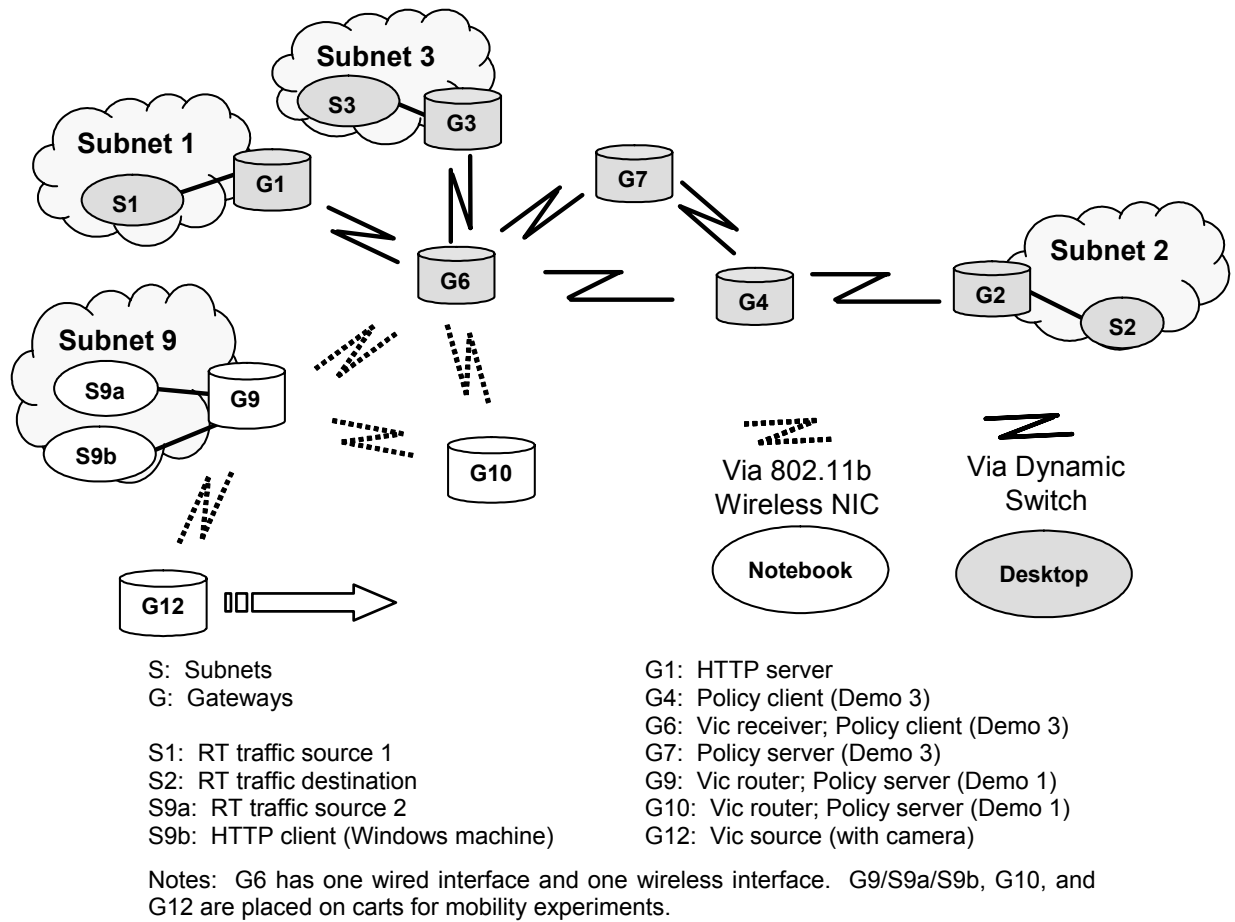 Subnet 3
S3
G3
Subnet 1
S1
G1
G7
G6
G4
Subnet 2
G2
S2
Subnet 9
S9a
G9
S9b
G10
G12
Via 802.11b
Wireless NIC
Via Dynamic
Switch
Notebook
Desktop
S: Subnets
G: Gateways
S1: RT traffic source 1
S2: RT traffic destination
S9a: RT traffic source 2
S9b: HTTP client (Windows machine)
G1: HTTP server
G4: Policy client (Demo 3)
G6: Vic receiver; Policy client (Demo 3)
G7: Policy server (Demo 3)
G9: Vic router; Policy server (Demo 1)
G10: Vic router; Policy server (Demo 1)
G12: Vic source (with camera)
Notes: G6 has one wired interface and one wireless interface. G9/S9a/S9b, G10, and
G12 are placed on carts for mobility experiments.